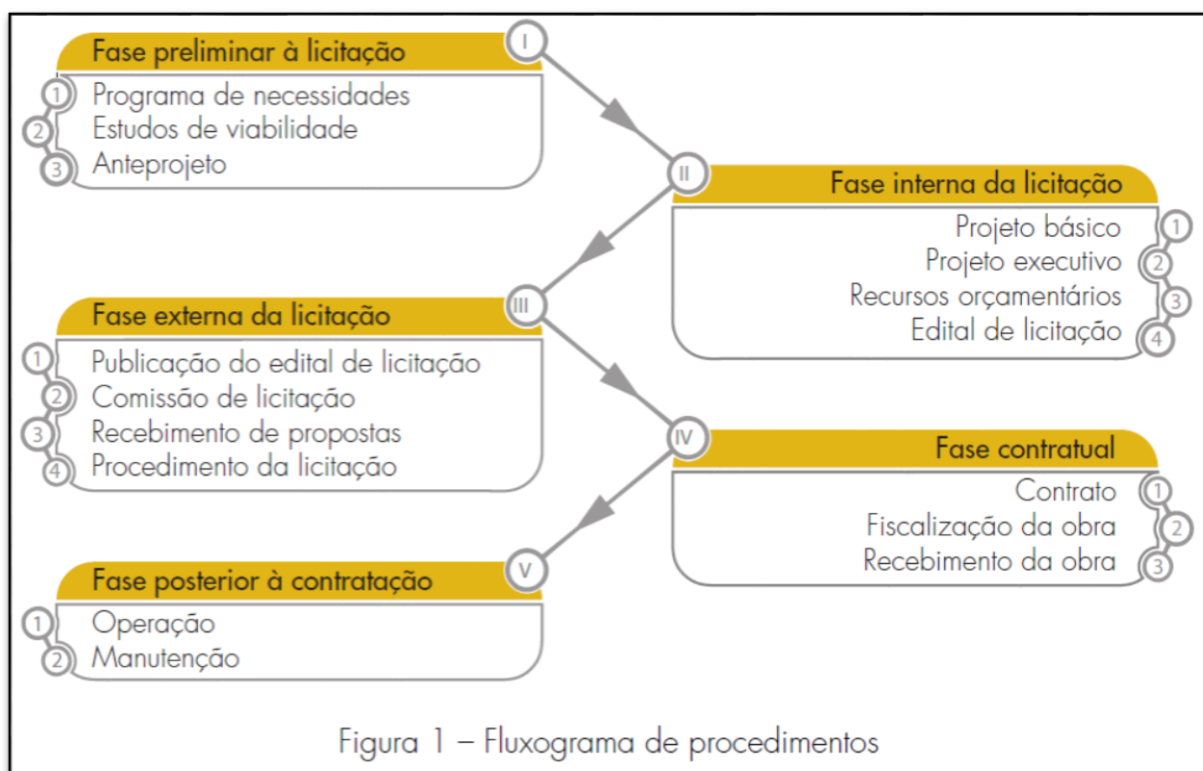 I
Fase preliminar à licitação
1 Programa de necessidades
2 Estudos de viabilidade
3 Anteprojeto
II
Fase interna da licitação
Projeto básico 1
Projeto executivo 2
Recursos orçamentários 3
Edital de licitação 4
III
Fase externa da licitação
1 Publicação do edital de licitação
2 Comissão de licitação
3 Recebimento de propostas
4 Procedimento da licitação
IV
Fase contratual
Contrato 1
Fiscalização da obra 2
Recebimento da obra 3
V
Fase posterior à contratação
1 Operação
2 Manutenção
Figura 1 – Fluxograma de procedimentos